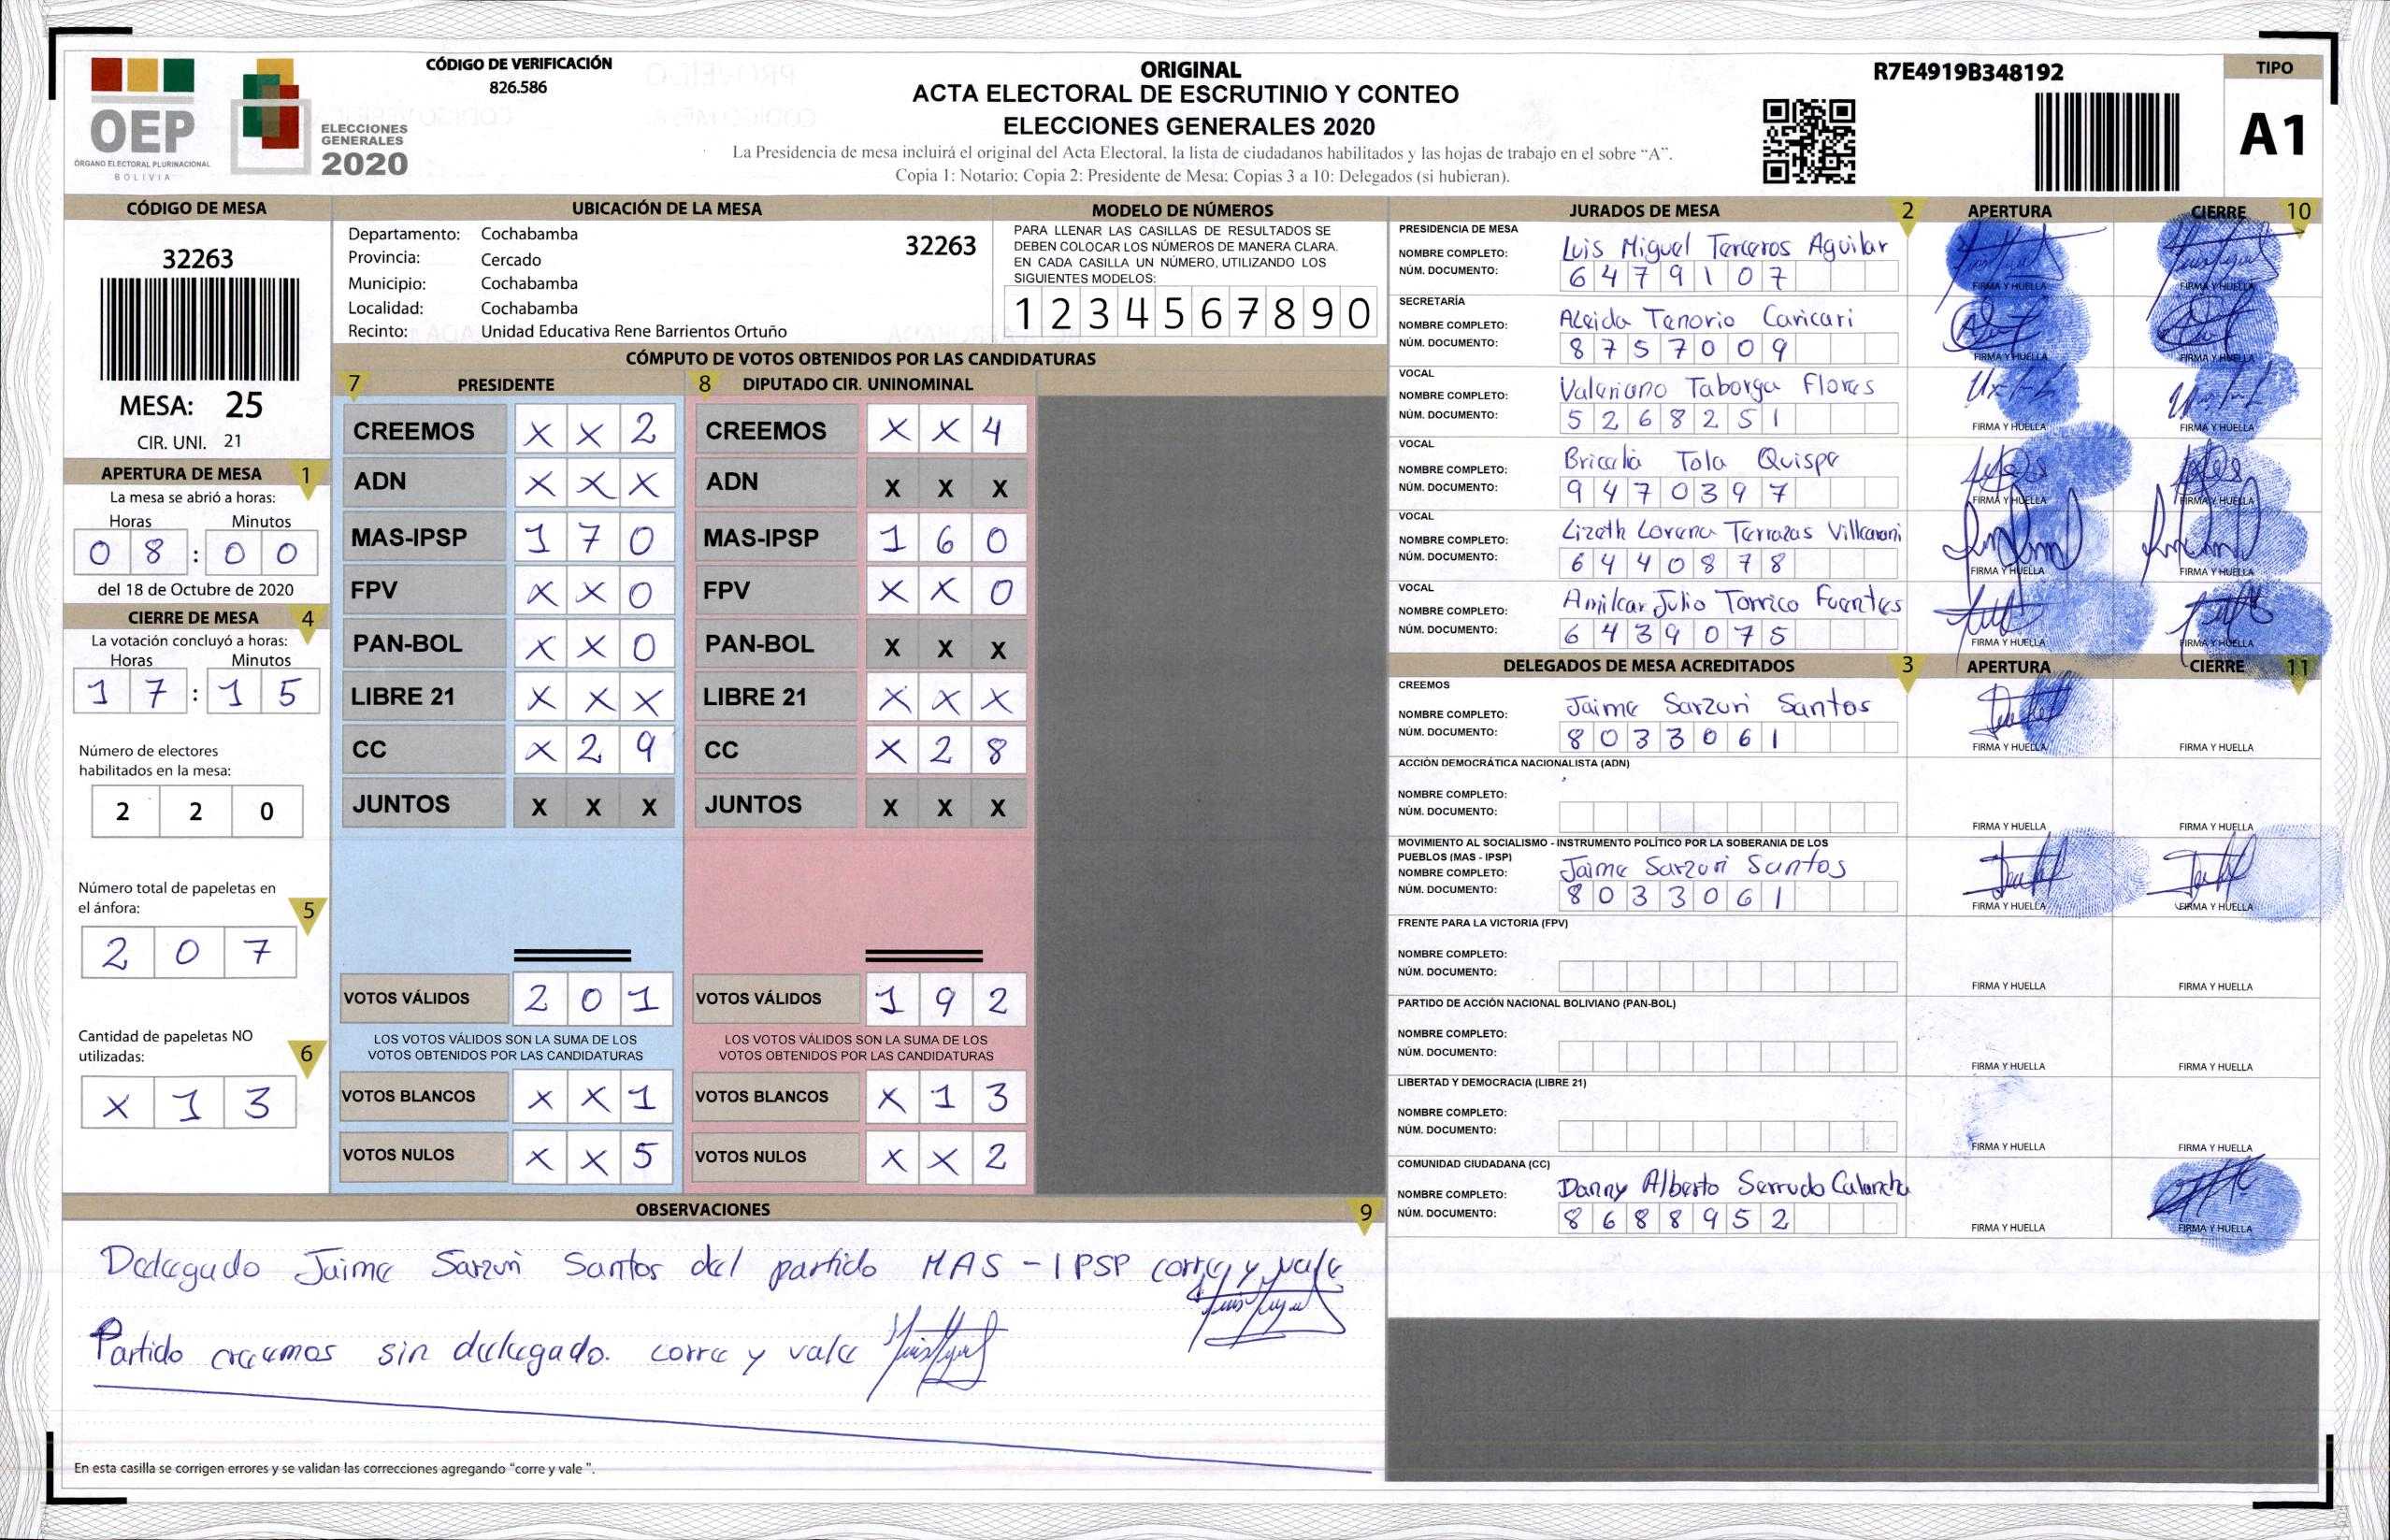 OEP
ÓRGANO ELECTORAL PLURINACIONAL
BOLIVIA
ELECCIONES
GENERALES
2020
CÓDIGO DE VERIFICACIÓN
826.586
ORIGINAL
ACTA ELECTORAL DE ESCRUTINIO Y CONTEO
ELECCIONES GENERALES 2020
La Presidencia de mesa incluirá el original del Acta Electoral, la lista de ciudadanos habilitados y las hojas de trabajo en el sobre “A”.
Copia 1: Notario; Copia 2: Presidente de Mesa; Copias 3 a 10: Delegados (si hubieran).
R7E4919B348192
TIPO
A1
CÓDIGO DE MESA
32263
MESA: 25
CIR. UNI. 21
APERTURA DE MESA 1
La mesa se abrió a horas:
Horas Minutos
0 8 : 0 0
del 18 de Octubre de 2020
CIERRE DE MESA 4
La votación concluyó a horas:
Horas Minutos
1 7 : 1 5
Número de electores
habilitados en la mesa:
2 2 0
Número total de papeletas en
el ánfora: 5
2 0 7
Cantidad de papeletas NO
utilizadas: 6
X 1 3
UBICACIÓN DE LA MESA
Departamento: Cochabamba
Provincia: Cercado
Municipio: Cochabamba
Localidad: Cochabamba
Recinto: Unidad Educativa Rene Barrientos Ortuño
32263
MODELO DE NÚMEROS
PARA LLENAR LAS CASILLAS DE RESULTADOS SE
DEBEN COLOCAR LOS NÚMEROS DE MANERA CLARA.
EN CADA CASILLA UN NÚMERO, UTILIZANDO LOS
SIGUIENTES MODELOS:
1 2 3 4 5 6 7 8 9 0
CÓMPUTO DE VOTOS OBTENIDOS POR LAS CANDIDATURAS
7 PRESIDENTE
CREEMOS X X 2
ADN X X X
MAS-IPSP 1 7 0
FPV X X 0
PAN-BOL X X 0
LIBRE 21 X X X
CC X 2 9
JUNTOS X X X
VOTOS VÁLIDOS 2 0 1
LOS VOTOS VÁLIDOS SON LA SUMA DE LOS
VOTOS OBTENIDOS POR LAS CANDIDATURAS
VOTOS BLANCOS X X 1
VOTOS NULOS X X 5
8 DIPUTADO CIR. UNINOMINAL
CREEMOS X X 4
ADN X X X
MAS-IPSP 1 6 0
FPV X X 0
PAN-BOL X X X
LIBRE 21 X X X
CC X 2 8
JUNTOS X X X
VOTOS VÁLIDOS 1 9 2
LOS VOTOS VÁLIDOS SON LA SUMA DE LOS
VOTOS OBTENIDOS POR LAS CANDIDATURAS
VOTOS BLANCOS X 1 3
VOTOS NULOS X X 2
OBSERVACIONES 9
Delegado Jaime Sarzuri Santos del partido MAS - IPSP corre y vale
Partido creemos sin delegado. corre y vale
En esta casilla se corrigen errores y se validan las correcciones agregando “corre y vale ”.
JURADOS DE MESA 2 APERTURA CIERRE 10
PRESIDENCIA DE MESA
NOMBRE COMPLETO: Luis Miguel Terceros Aguilar
NÚM. DOCUMENTO: 6 4 7 9 1 0 7
FIRMA Y HUELLA FIRMA Y HUELLA
SECRETARÍA
NOMBRE COMPLETO: Aleida Tenorio Caricari
NÚM. DOCUMENTO: 8 7 5 7 0 0 9
FIRMA Y HUELLA FIRMA Y HUELLA
VOCAL
NOMBRE COMPLETO: Valeriano Taborga Flores
NÚM. DOCUMENTO: 5 2 6 8 2 5 1
FIRMA Y HUELLA FIRMA Y HUELLA
VOCAL
NOMBRE COMPLETO: Tola Quispe
NÚM. DOCUMENTO: 9 4 7 0 3 9 7
FIRMA Y HUELLA FIRMA Y HUELLA
VOCAL
NOMBRE COMPLETO: Lizeth Lorena Terrazas
NÚM. DOCUMENTO: 6 4 4 0 8 7 8
FIRMA Y HUELLA FIRMA Y HUELLA
VOCAL
NOMBRE COMPLETO: Amilcar Julio Torrico Fuentes
NÚM. DOCUMENTO: 6 4 3 9 0 7 5
FIRMA Y HUELLA FIRMA Y HUELLA
DELEGADOS DE MESA ACREDITADOS 3 APERTURA CIERRE 11
CREEMOS
NOMBRE COMPLETO: Jaime Sarzuri Santos
NÚM. DOCUMENTO: 8 0 3 3 0 6 1
FIRMA Y HUELLA FIRMA Y HUELLA
ACCIÓN DEMOCRÁTICA NACIONALISTA (ADN)
NOMBRE COMPLETO:
NÚM. DOCUMENTO:
FIRMA Y HUELLA FIRMA Y HUELLA
MOVIMIENTO AL SOCIALISMO - INSTRUMENTO POLÍTICO POR LA SOBERANIA DE LOS
PUEBLOS (MAS - IPSP)
NOMBRE COMPLETO: Jaime Sarzuri Santos
NÚM. DOCUMENTO: 8 0 3 3 0 6 1
FIRMA Y HUELLA FIRMA Y HUELLA
FRENTE PARA LA VICTORIA (FPV)
NOMBRE COMPLETO:
NÚM. DOCUMENTO:
FIRMA Y HUELLA FIRMA Y HUELLA
PARTIDO DE ACCIÓN NACIONAL BOLIVIANO (PAN-BOL)
NOMBRE COMPLETO:
NÚM. DOCUMENTO:
FIRMA Y HUELLA FIRMA Y HUELLA
LIBERTAD Y DEMOCRACIA (LIBRE 21)
NOMBRE COMPLETO:
NÚM. DOCUMENTO:
FIRMA Y HUELLA FIRMA Y HUELLA
COMUNIDAD CIUDADANA (CC)
NOMBRE COMPLETO: Danny Alberto Serrudo Calancha
NÚM. DOCUMENTO: 8 6 8 8 9 5 2
FIRMA Y HUELLA FIRMA Y HUELLA